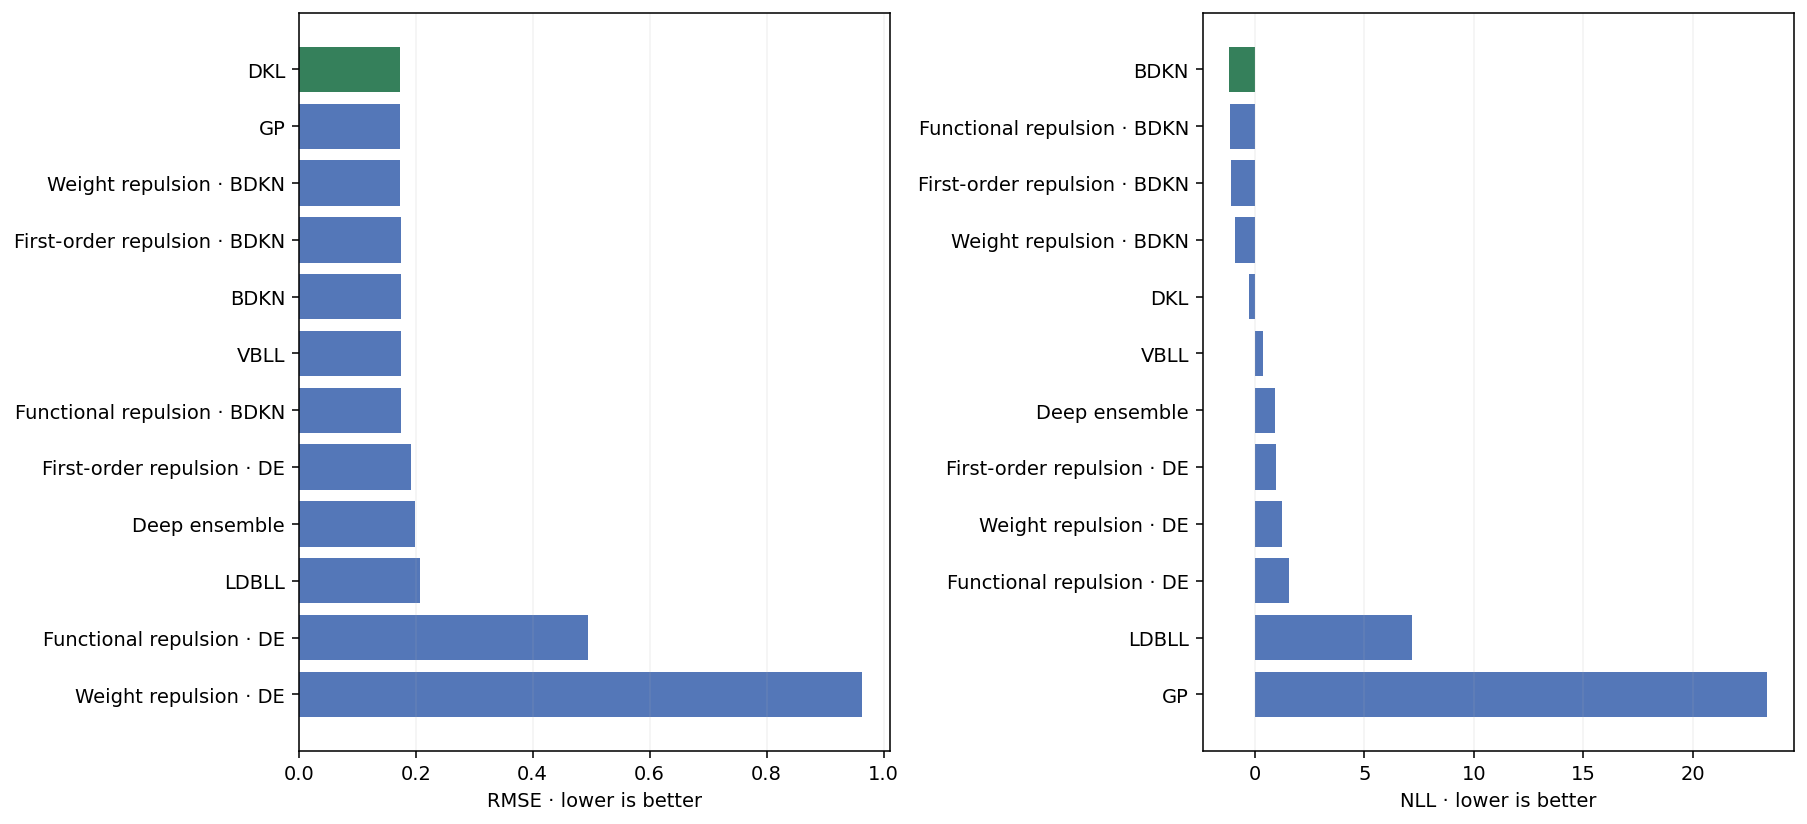 DKL
GP
Weight repulsion · BDKN
First-order repulsion · BDKN
BDKN
VBLL
Functional repulsion · BDKN
First-order repulsion · DE
Deep ensemble
LDBLL
Functional repulsion · DE
Weight repulsion · DE
0.0 0.2 0.4 0.6 0.8 1.0
RMSE · lower is better
BDKN
Functional repulsion · BDKN
First-order repulsion · BDKN
Weight repulsion · BDKN
DKL
VBLL
Deep ensemble
First-order repulsion · DE
Weight repulsion · DE
Functional repulsion · DE
LDBLL
GP
0 5 10 15 20
NLL · lower is better